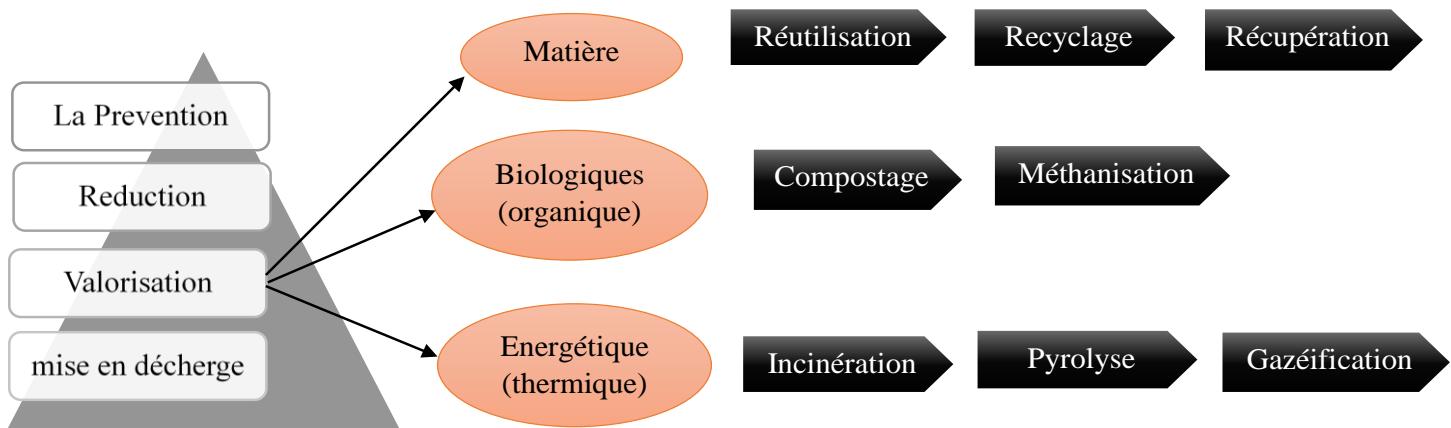 La Prevention
Reduction
Valorisation
mise en décherge
Matière
Réutilisation
Recyclage
Récupération
Biologiques
(organique)
Compostage
Méthanisation
Energétique
(thermique)
Incinération
Pyrolyse
Gazéification